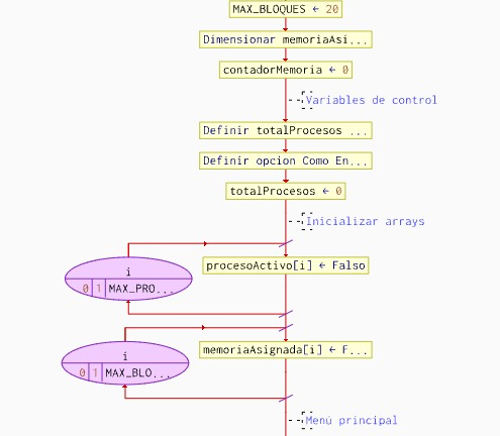 MAX_BLOQUES ← 20
Dimensionar memoriaAsi...
contadorMemoria ← 0
Variables de control
Definir totalProcesos ...
Definir opcion Como En...
totalProcesos ← 0
Inicializar arrays
i
0 1 MAX_PRO...
procesoActivo[i] ← Falso
i
0 1 MAX_BLO...
memoriaAsignada[i] ← F...
Menú principal